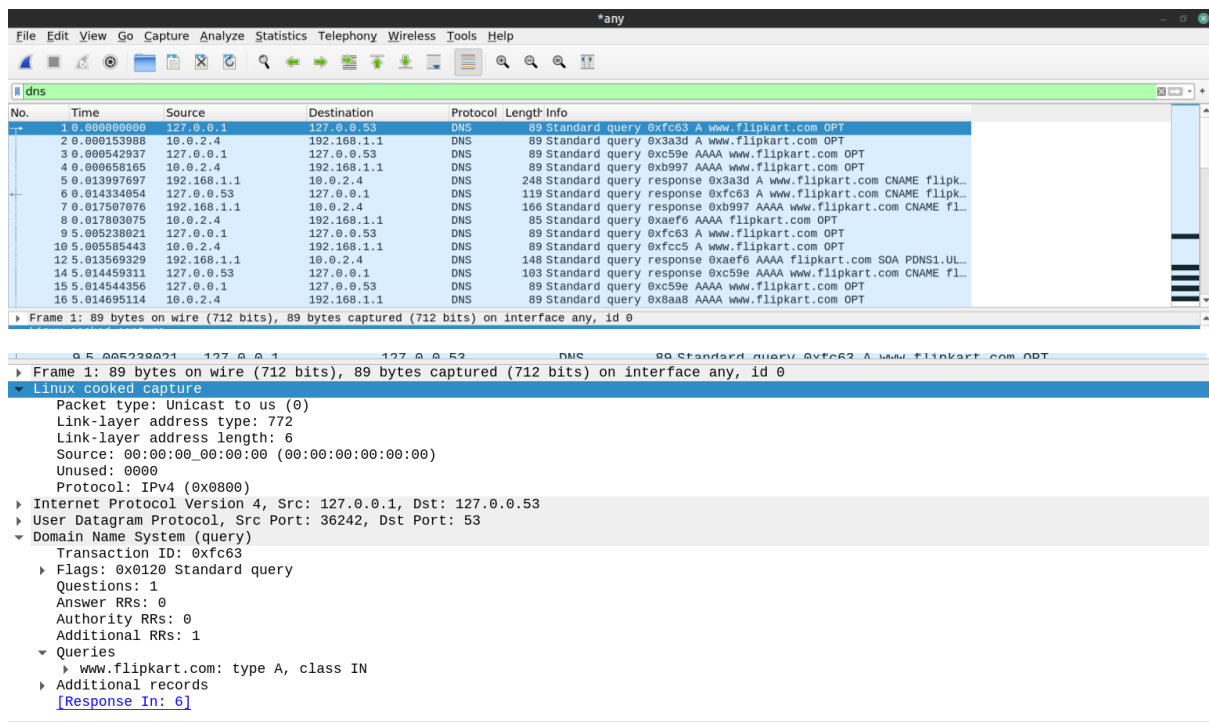 *any
File Edit View Go Capture Analyze Statistics Telephony Wireless Tools Help
dns
No. Time Source Destination Protocol Length Info
1 0.000000000 127.0.0.1 127.0.0.53 DNS 89 Standard query 0xfc63 A www.flipkart.com OPT
2 0.000153988 10.0.2.4 192.168.1.1 DNS 89 Standard query 0x3a3d A www.flipkart.com OPT
3 0.000542937 127.0.0.1 127.0.0.53 DNS 89 Standard query 0xc59e AAAA www.flipkart.com OPT
4 0.000658165 10.0.2.4 192.168.1.1 DNS 89 Standard query 0xb997 AAAA www.flipkart.com OPT
5 0.013997697 192.168.1.1 10.0.2.4 DNS 248 Standard query response 0x3a3d A www.flipkart.com CNAME flipk…
6 0.014334054 127.0.0.53 127.0.0.1 DNS 119 Standard query response 0xfc63 A www.flipkart.com CNAME flipk…
7 0.017507076 192.168.1.1 10.0.2.4 DNS 166 Standard query response 0xb997 AAAA www.flipkart.com CNAME fl…
8 0.017803075 10.0.2.4 192.168.1.1 DNS 85 Standard query 0xaef6 AAAA flipkart.com OPT
9 5.005238021 127.0.0.1 127.0.0.53 DNS 89 Standard query 0xfc63 A www.flipkart.com OPT
10 5.005585443 10.0.2.4 192.168.1.1 DNS 89 Standard query 0xfcc5 A www.flipkart.com OPT
12 5.013569329 192.168.1.1 10.0.2.4 DNS 148 Standard query response 0xaef6 AAAA flipkart.com SOA PDNS1.UL…
14 5.014459311 127.0.0.53 127.0.0.1 DNS 103 Standard query response 0xc59e AAAA www.flipkart.com CNAME fl…
15 5.014544356 127.0.0.1 127.0.0.53 DNS 89 Standard query 0xc59e AAAA www.flipkart.com OPT
16 5.014695114 10.0.2.4 192.168.1.1 DNS 89 Standard query 0x8aa8 AAAA www.flipkart.com OPT
Frame 1: 89 bytes on wire (712 bits), 89 bytes captured (712 bits) on interface any, id 0
9 5.005238021 127.0.0.1 127.0.0.53 DNS 89 Standard query 0xfc63 A www.flipkart.com OPT
Frame 1: 89 bytes on wire (712 bits), 89 bytes captured (712 bits) on interface any, id 0
Linux cooked capture
Packet type: Unicast to us (0)
Link-layer address type: 772
Link-layer address length: 6
Source: 00:00:00_00:00:00 (00:00:00:00:00:00)
Unused: 0000
Protocol: IPv4 (0x0800)
Internet Protocol Version 4, Src: 127.0.0.1, Dst: 127.0.0.53
User Datagram Protocol, Src Port: 36242, Dst Port: 53
Domain Name System (query)
Transaction ID: 0xfc63
Flags: 0x0120 Standard query
Questions: 1
Answer RRs: 0
Authority RRs: 0
Additional RRs: 1
Queries
www.flipkart.com: type A, class IN
Additional records
[Response In: 6]